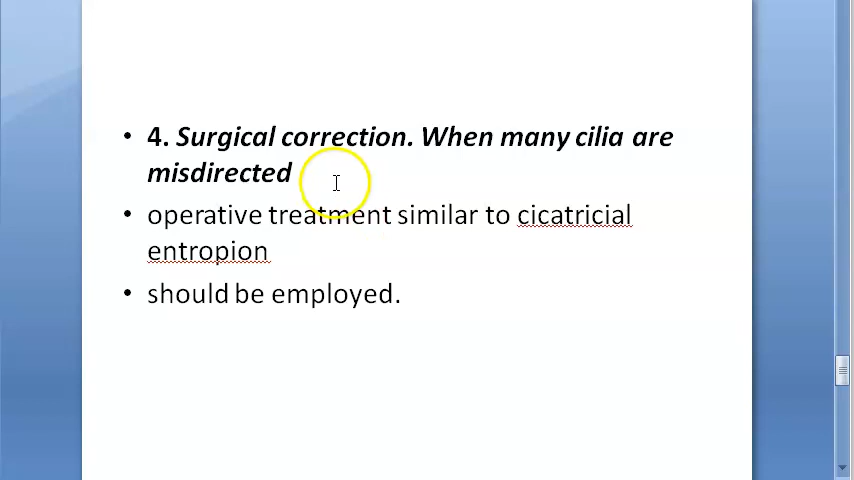 • 4. Surgical correction. When many cilia are
misdirected
• operative treatment similar to cicatricial
entropion
• should be employed.